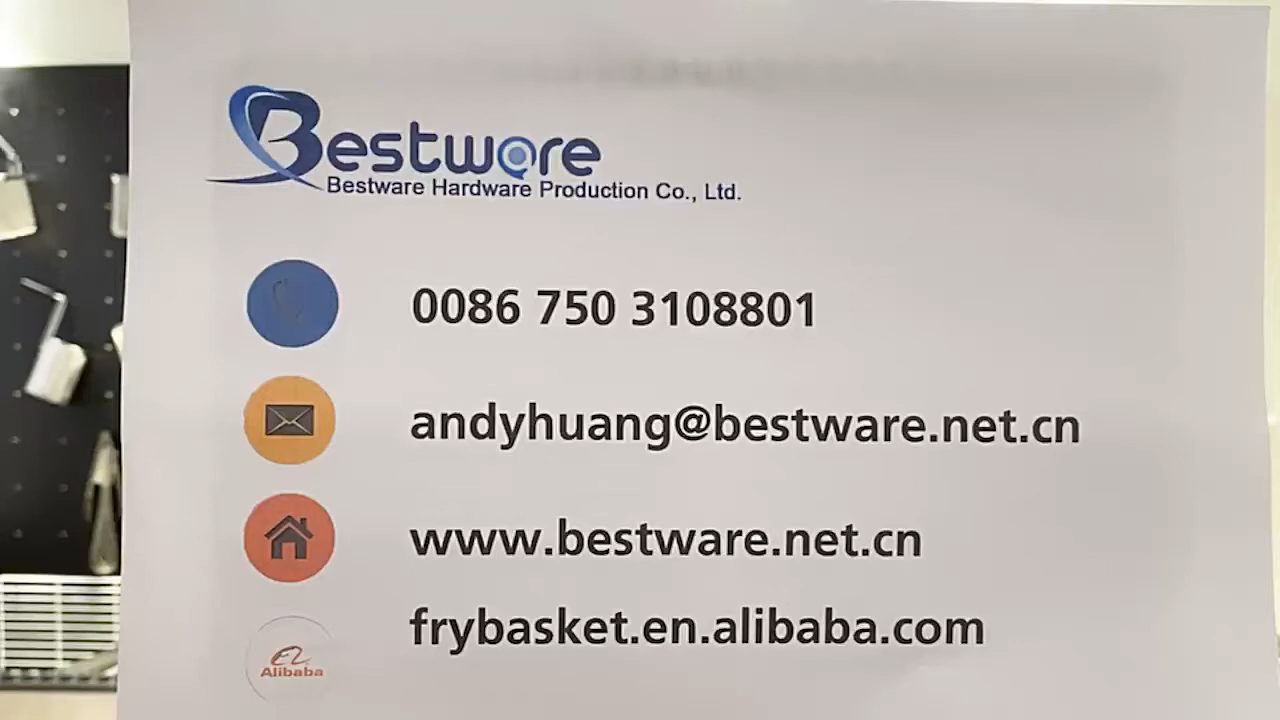 Bestware
Bestware Hardware Production Co., Ltd.
0086 750 3108801
andyhuang@bestware.net.cn
www.bestware.net.cn
frybasket.en.alibaba.com
Alibaba